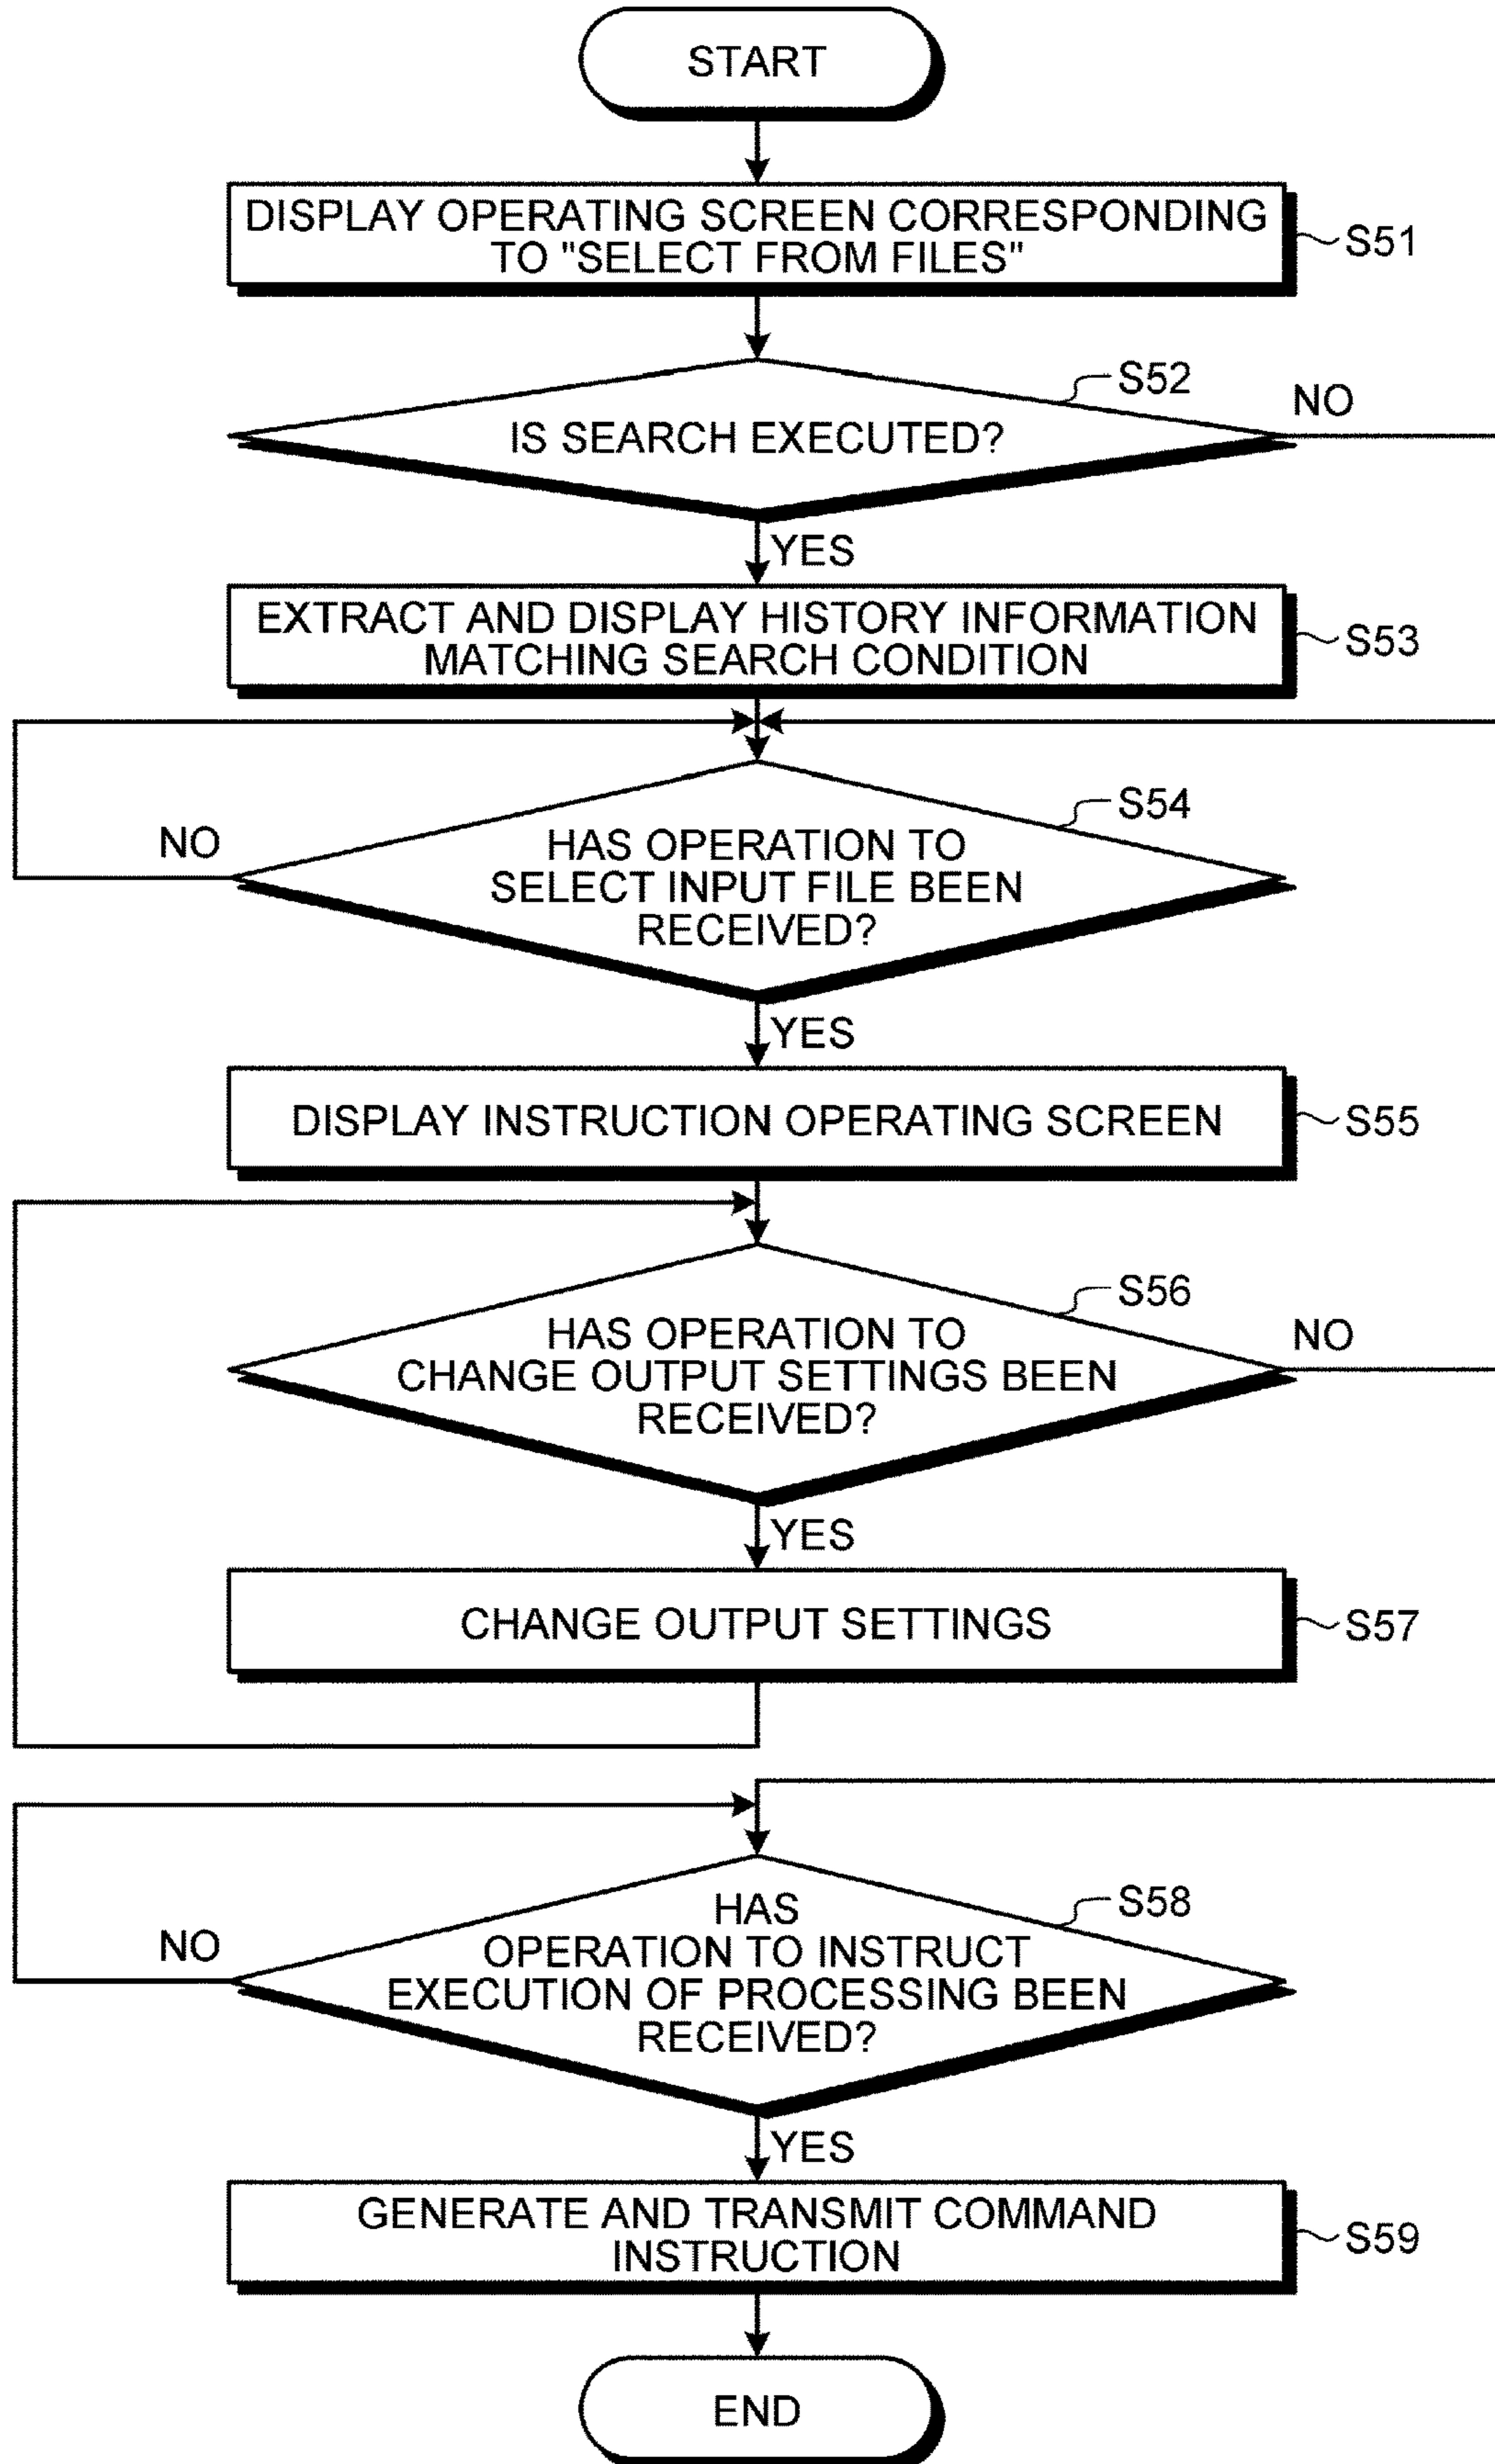 START
DISPLAY OPERATING SCREEN CORRESPONDING
TO "SELECT FROM FILES"
S51
S52
NO
IS SEARCH EXECUTED?
YES
EXTRACT AND DISPLAY HISTORY INFORMATION
MATCHING SEARCH CONDITION
S53
S54
NO
HAS OPERATION TO
SELECT INPUT FILE BEEN
RECEIVED?
YES
DISPLAY INSTRUCTION OPERATING SCREEN
S55
S56
NO
HAS OPERATION TO
CHANGE OUTPUT SETTINGS BEEN
RECEIVED?
YES
CHANGE OUTPUT SETTINGS
S57
S58
NO
HAS
OPERATION TO INSTRUCT
EXECUTION OF PROCESSING BEEN
RECEIVED?
YES
GENERATE AND TRANSMIT COMMAND
INSTRUCTION
S59
END